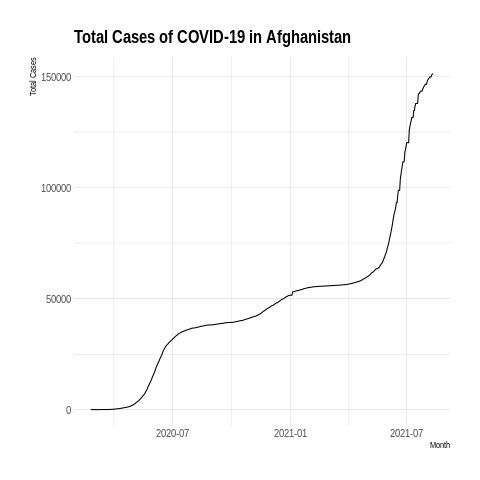 Total Cases of COVID-19 in Afghanistan
Total Cases
150000
100000
50000
0
2020-07
2021-01
2021-07
Month